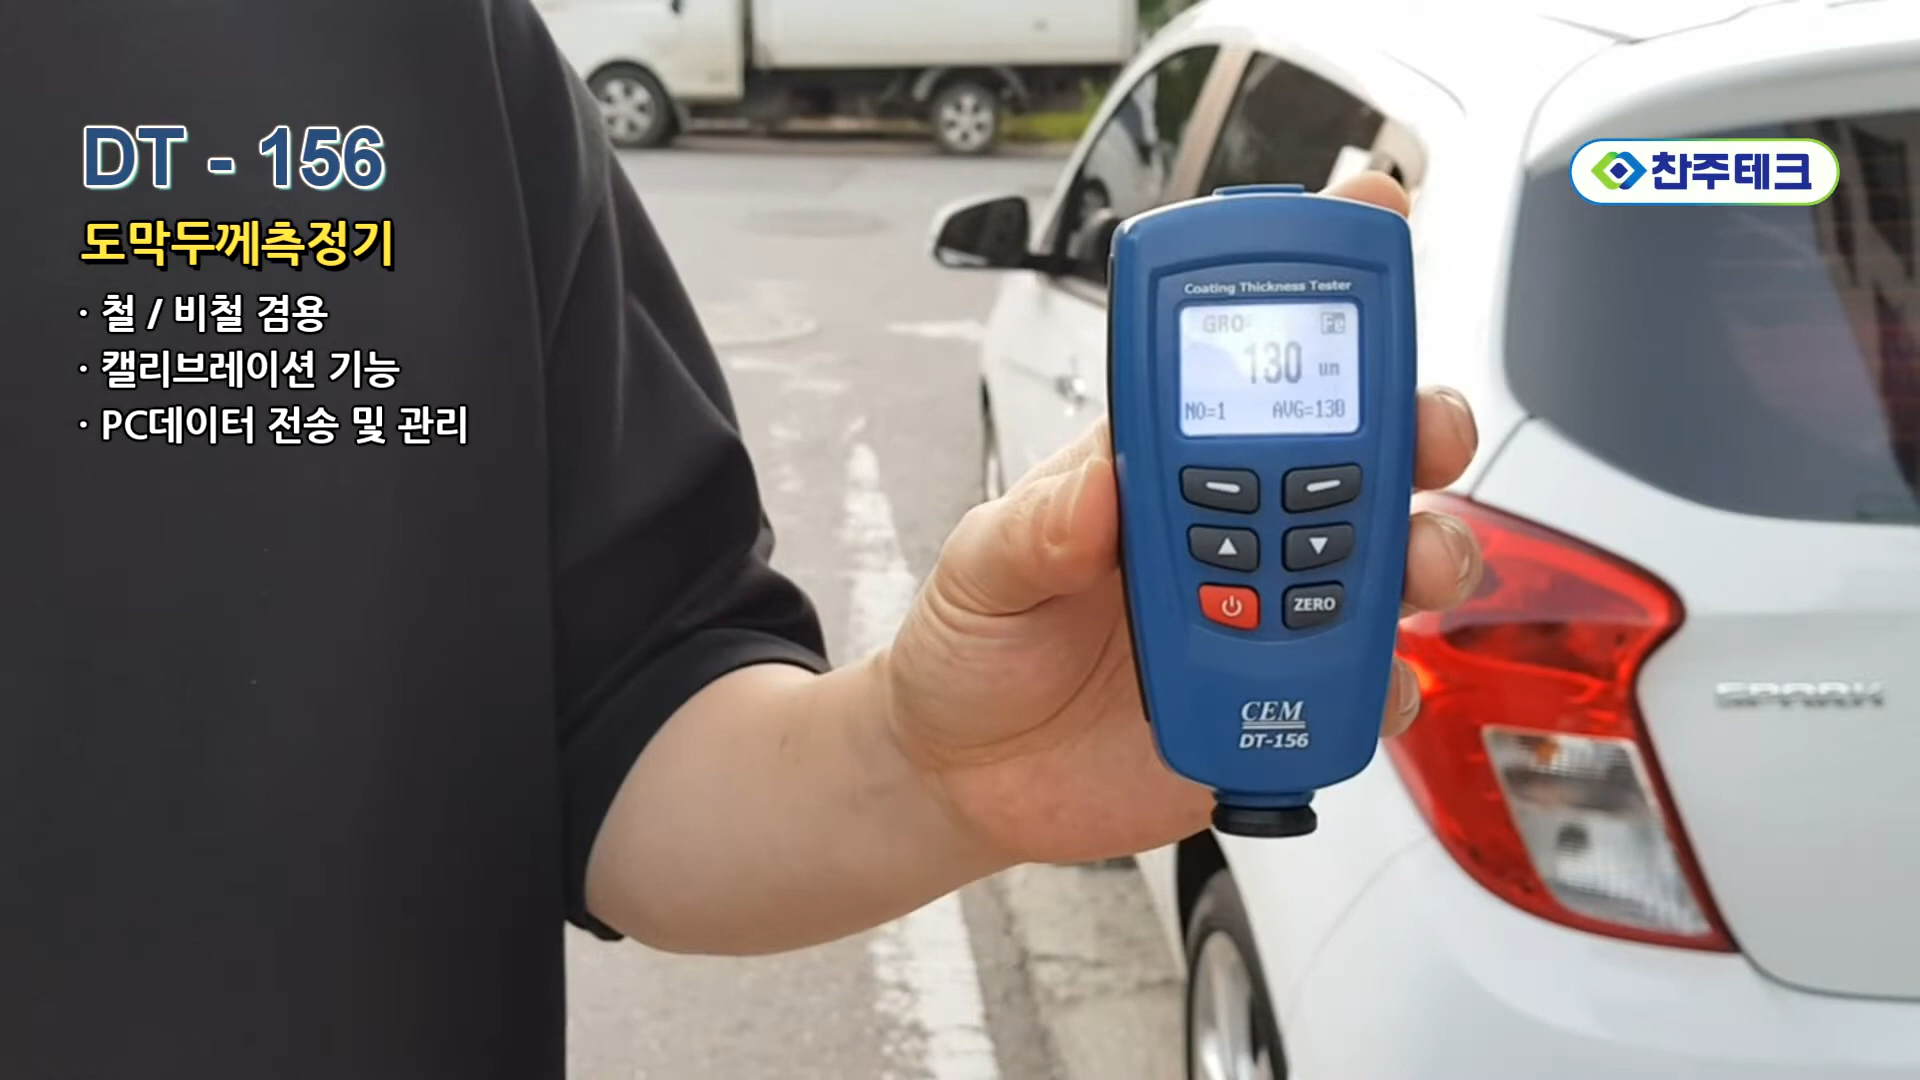 DT - 156
도막두께측정기
· 철 / 비철 겸용
· 캘리브레이션 기능
· PC데이터 전송 및 관리
찬주테크
Coating Thickness Tester
GRO Fe
130 um
NO=1 AVG=130
ZERO
CEM
DT-156
SPARK